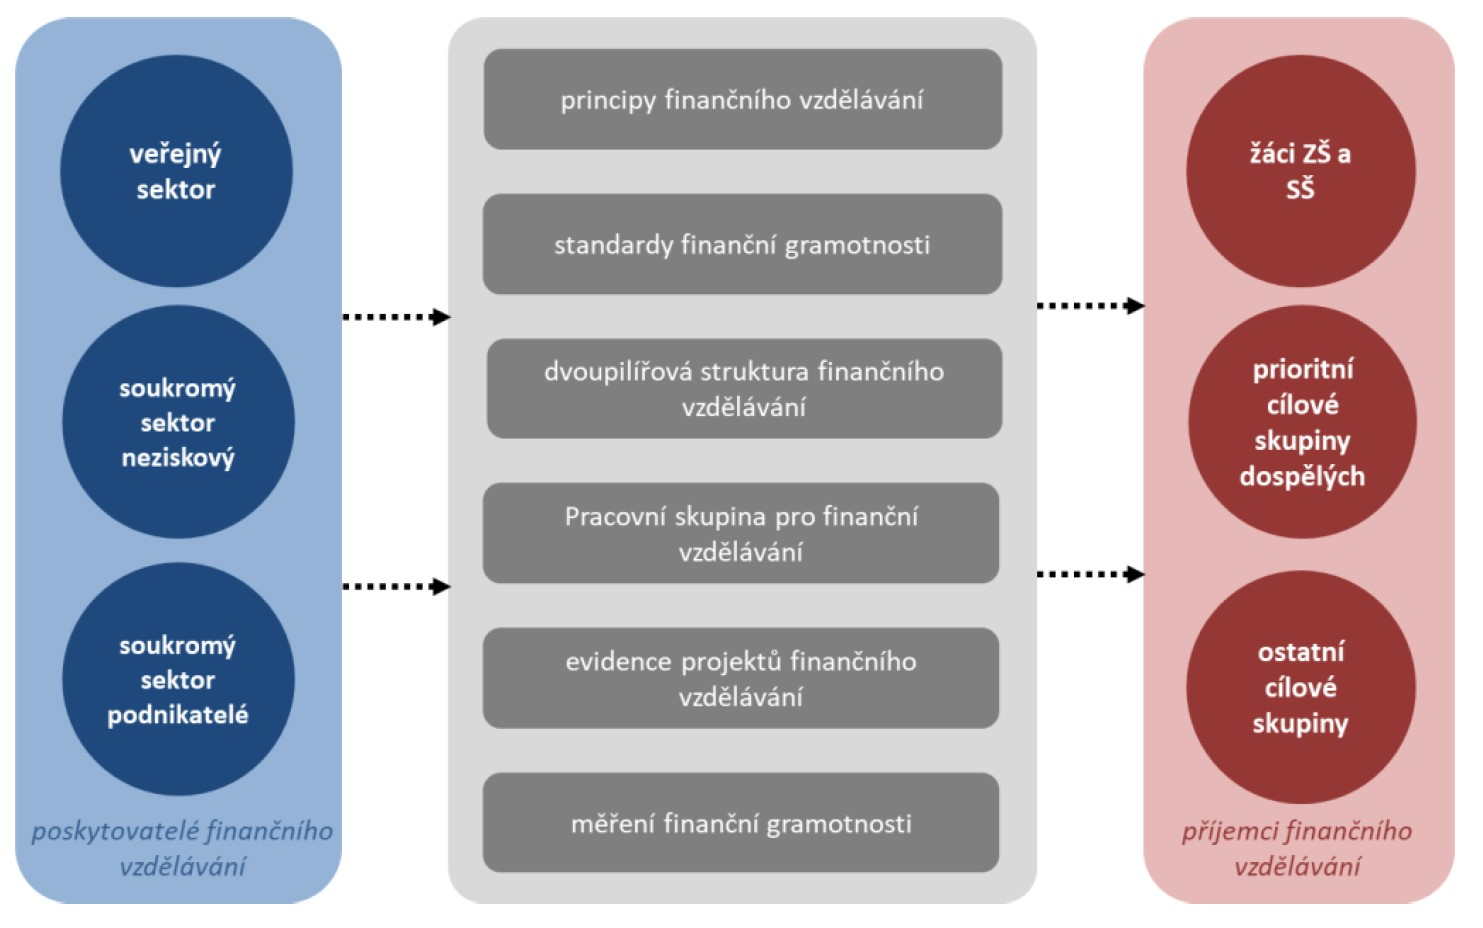 veřejný
sektor
soukromý
sektor
neziskový
soukromý
sektor
podnikatelé
poskytovatelé finančního
vzdělávání
principy finančního vzdělávání
standardy finanční gramotnosti
dvoupilířová struktura finančního
vzdělávání
Pracovní skupina pro finanční
vzdělávání
evidence projektů finančního
vzdělávání
měření finanční gramotnosti
žáci ZŠ a
SŠ
prioritní
cílové
skupiny
dospělých
ostatní
cílové
skupiny
příjemci finančního
vzdělávání